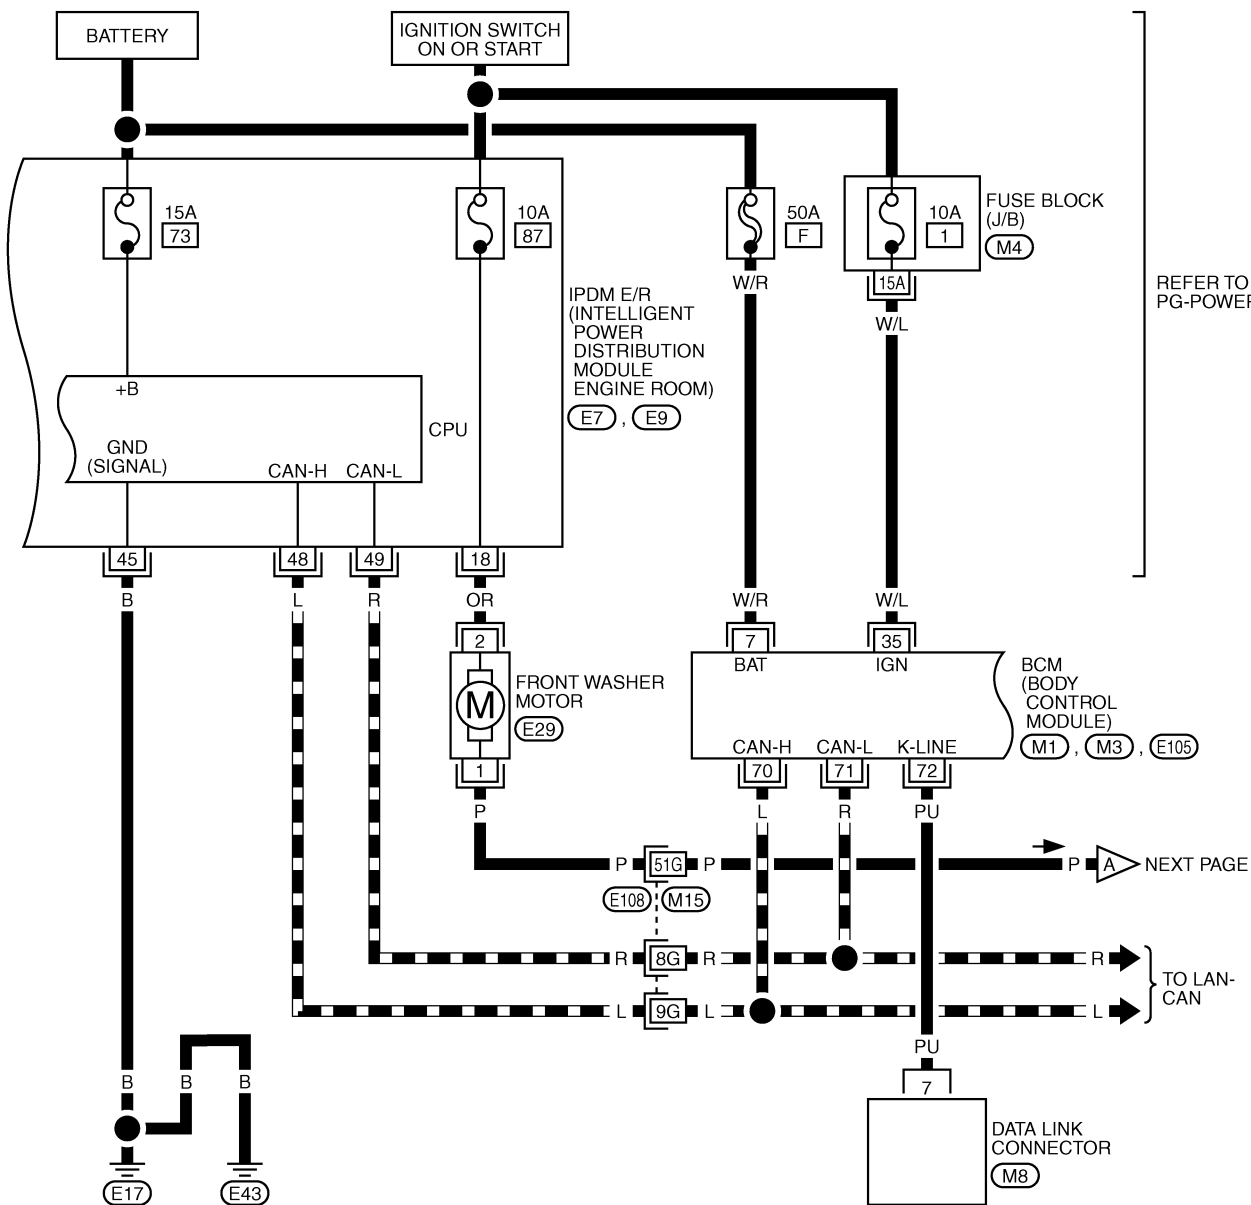 BATTERY
IGNITION SWITCH
ON OR START
15A
73
10A
87
50A
F
10A
1
FUSE BLOCK
(J/B)
M4
15A
W/R
W/L
REFER TO
PG-POWER
IPDM E/R
(INTELLIGENT
POWER
DISTRIBUTION
MODULE
ENGINE ROOM)
E7 , E9
+B
CPU
GND
(SIGNAL)
CAN-H
CAN-L
45
48
49
18
B
L
R
OR
W/R
W/L
2
7
35
BAT
IGN
FRONT WASHER
MOTOR
E29
M
1
P
BCM
(BODY
CONTROL
MODULE)
M1 , M3 , E105
CAN-H
CAN-L
K-LINE
70
71
72
L
R
PU
P
51G
P
P
A
NEXT PAGE
E108
M15
R
8G
R
R
L
9G
L
L
TO LAN-
CAN
PU
7
DATA LINK
CONNECTOR
M8
B
B
B
E17
E43